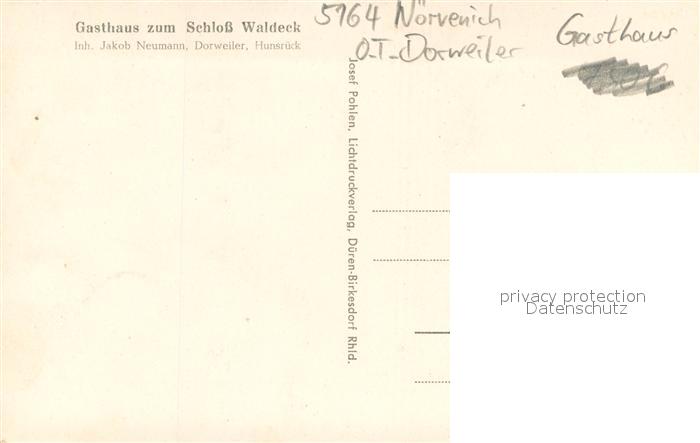 Gasthaus zum Schloß Waldeck
Inh. Jakob Neumann, Dorweiler, Hunsrück
5164 Nörvenich
O.T. Dorweiler
Gasthaus
Josef Pohlen, Lichtdruckverlag, Düren-Birkesdorf Rhld.
privacy protection
Datenschutz